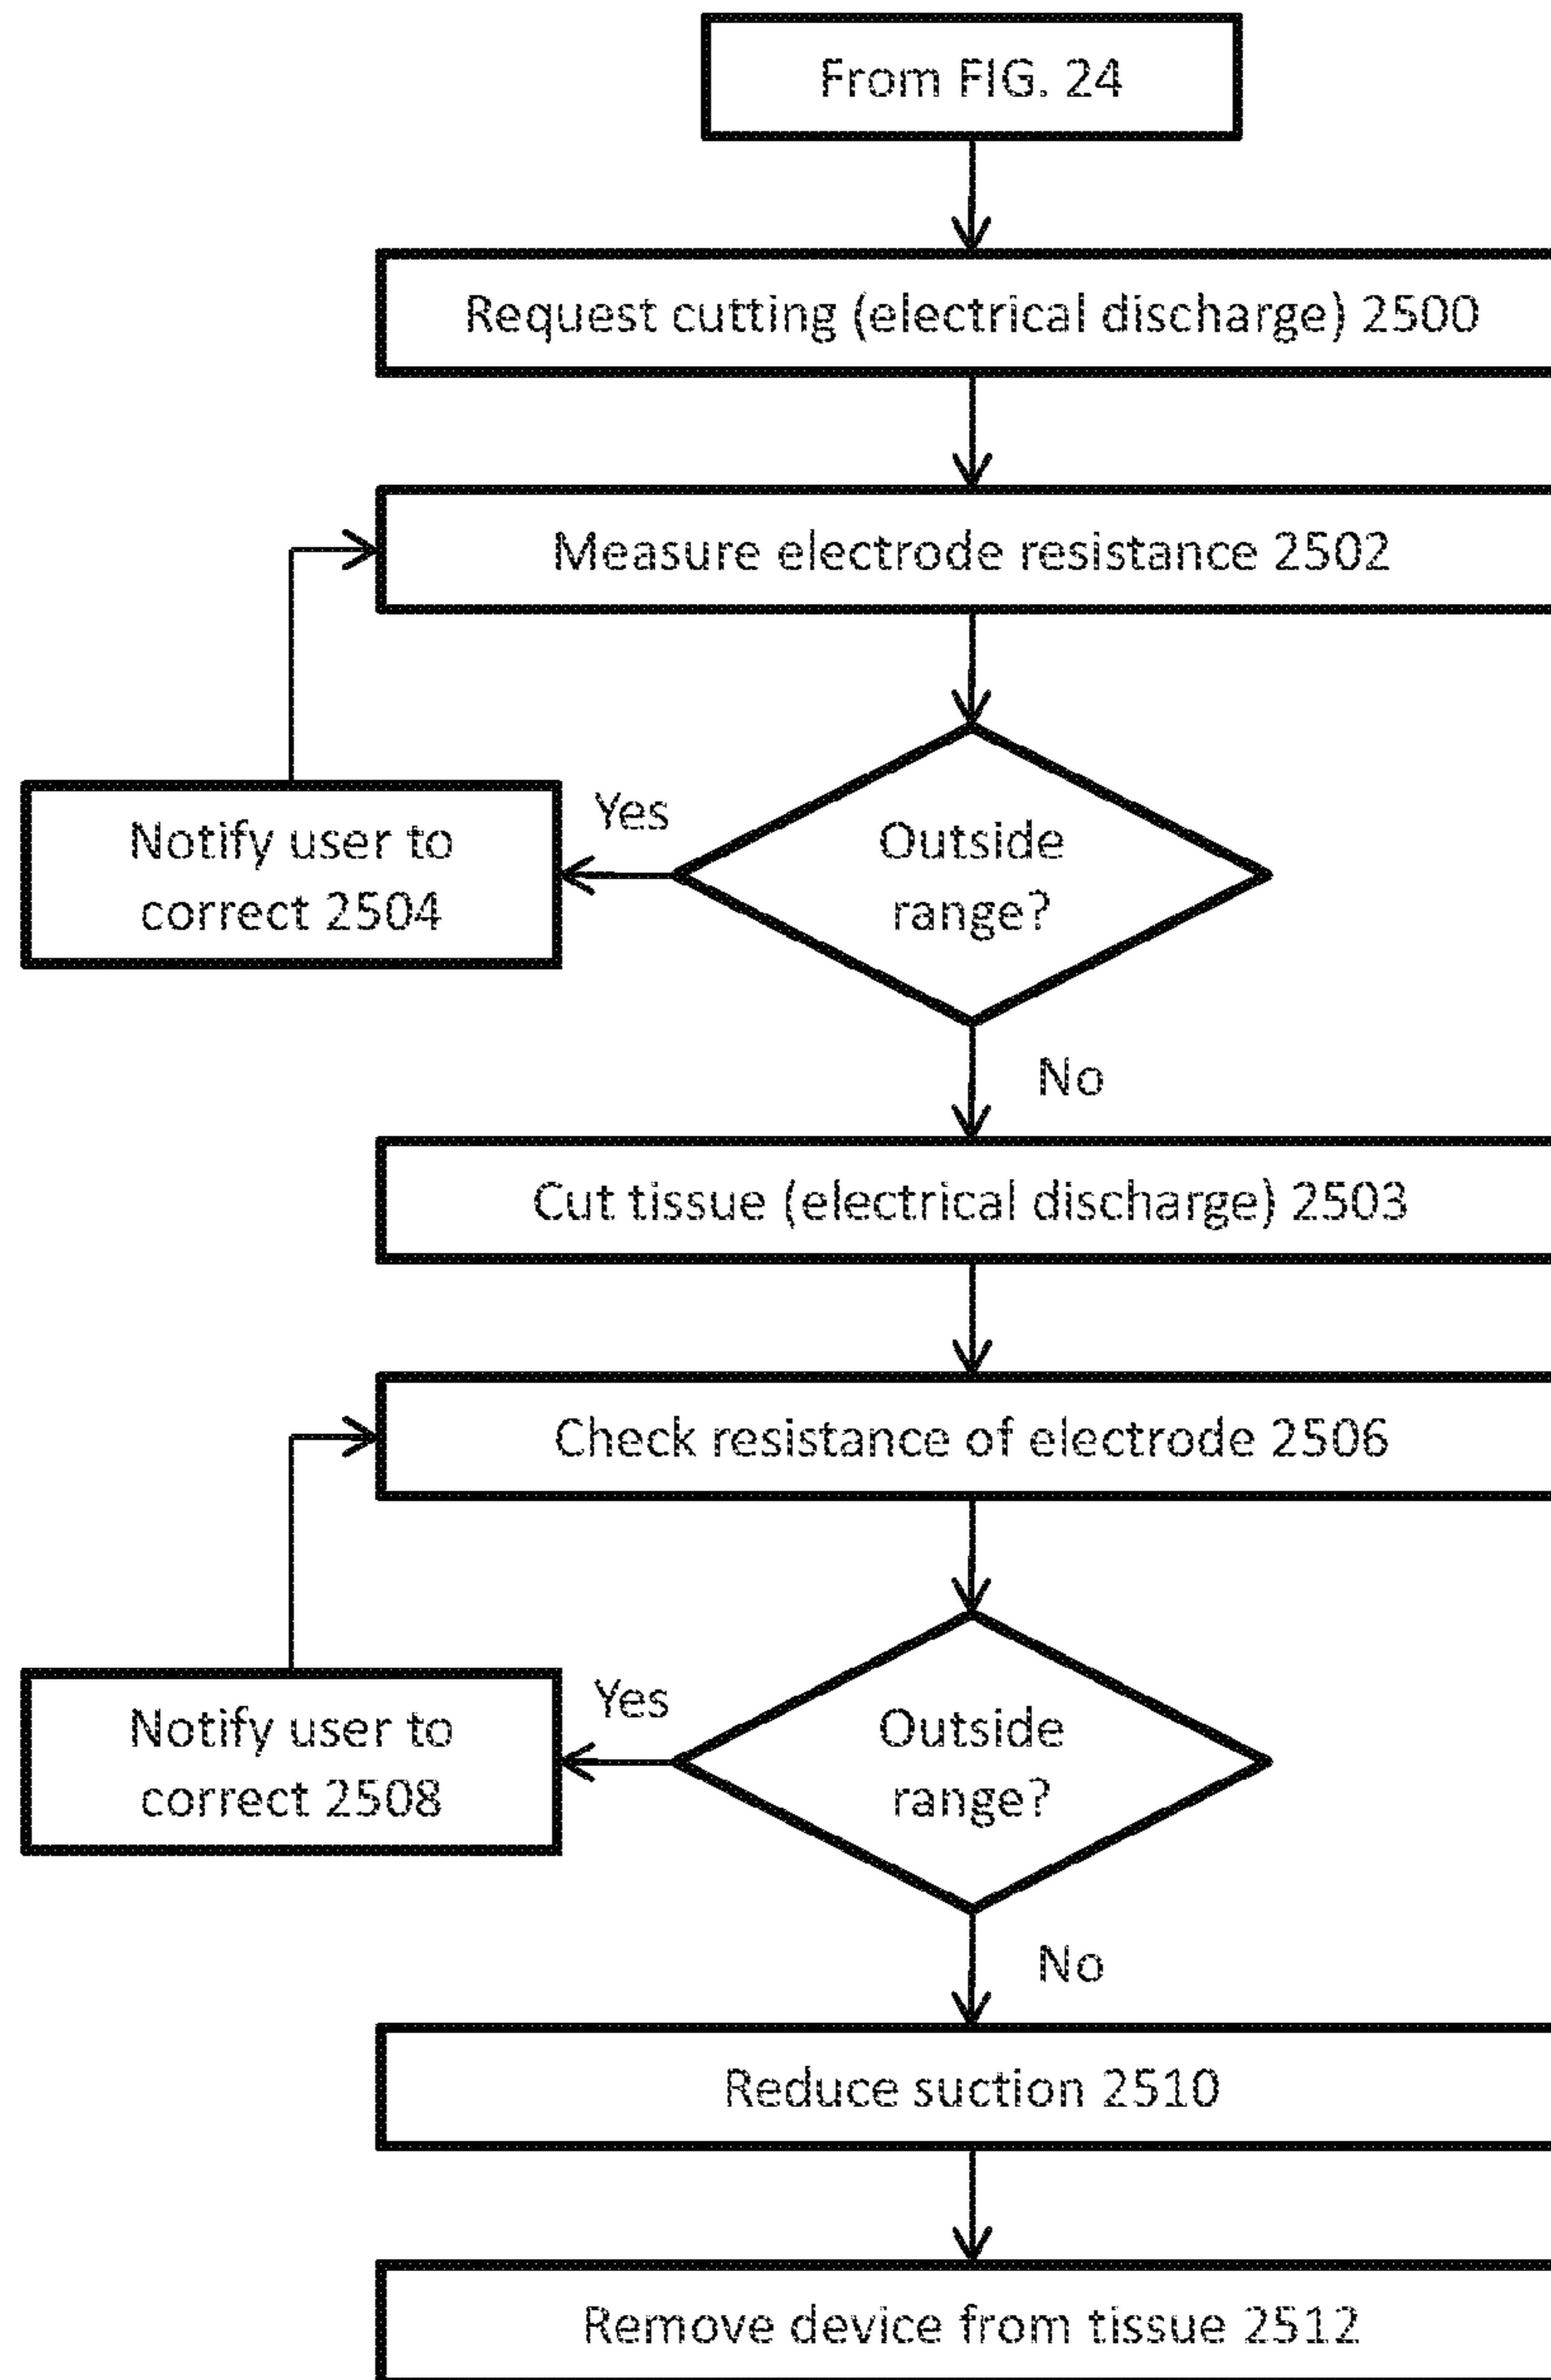 From FIG. 24
Request cutting (electrical discharge) 2500
Measure electrode resistance 2502
Yes
Notify user to
correct 2504
Outside
range?
No
Cut tissue (electrical discharge) 2503
Check resistance of electrode 2506
Yes
Notify user to
correct 2508
Outside
range?
No
Reduce suction 2510
Remove device from tissue 2512